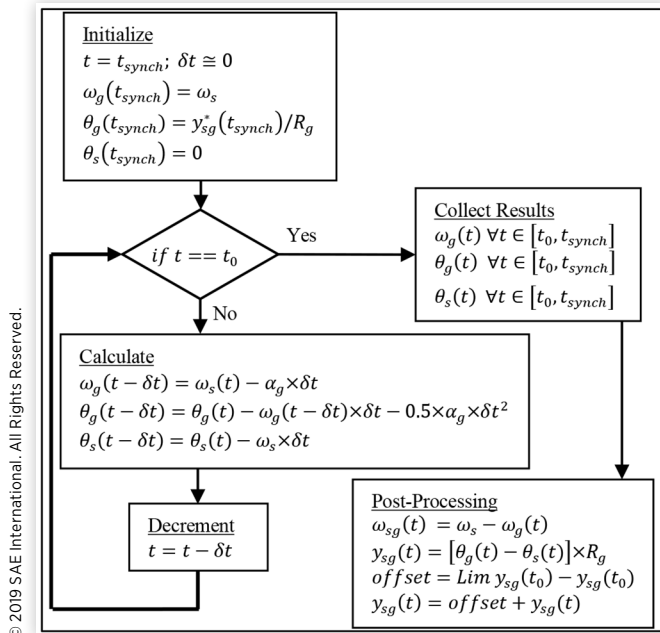 Initialize
t = t_synch; δt ≅ 0
ω_g(t_synch) = ω_s
θ_g(t_synch) = y*_sg(t_synch)/R_g
θ_s(t_synch) = 0
if t == t_0
Yes
No
Collect Results
ω_g(t) ∀t ∈ [t_0, t_synch]
θ_g(t) ∀t ∈ [t_0, t_synch]
θ_s(t) ∀t ∈ [t_0, t_synch]
Calculate
ω_g(t − δt) = ω_s(t) − α_g×δt
θ_g(t − δt) = θ_g(t) − ω_g(t − δt)×δt − 0.5×α_g×δt²
θ_s(t − δt) = θ_s(t) − ω_s×δt
Decrement
t = t − δt
Post-Processing
ω_sg(t) = ω_s − ω_g(t)
y_sg(t) = [θ_g(t) − θ_s(t)]×R_g
offset = Lim y_sg(t_0) − y_sg(t_0)
y_sg(t) = offset + y_sg(t)
© 2019 SAE International. All Rights Reserved.